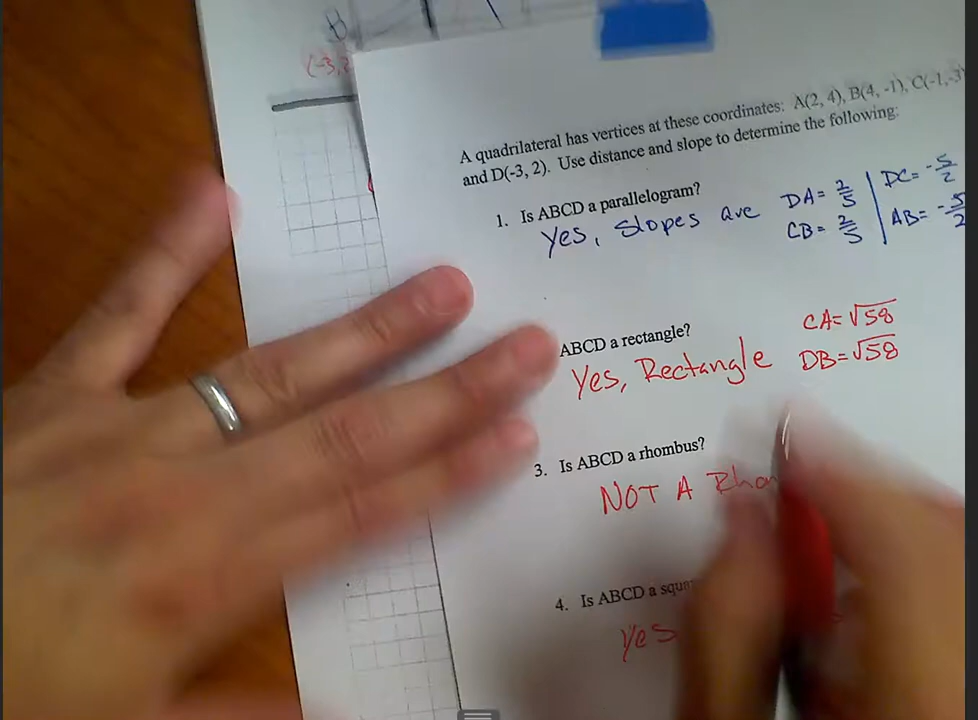 B
(-3, 2
A quadrilateral has vertices at these coordinates: A(2, 4), B(4, -1), C(-1,-3)
and D(-3, 2). Use distance and slope to determine the following:
1. Is ABCD a parallelogram?
Yes, Slopes are DA= 2/5 | DC= -5/2
CB= 2/5 | AB= -5/2
ABCD a rectangle?
CA=√58
Yes, Rectangle DB=√58
3. Is ABCD a rhombus?
NOT A Rhom
4. Is ABCD a squ
Yes